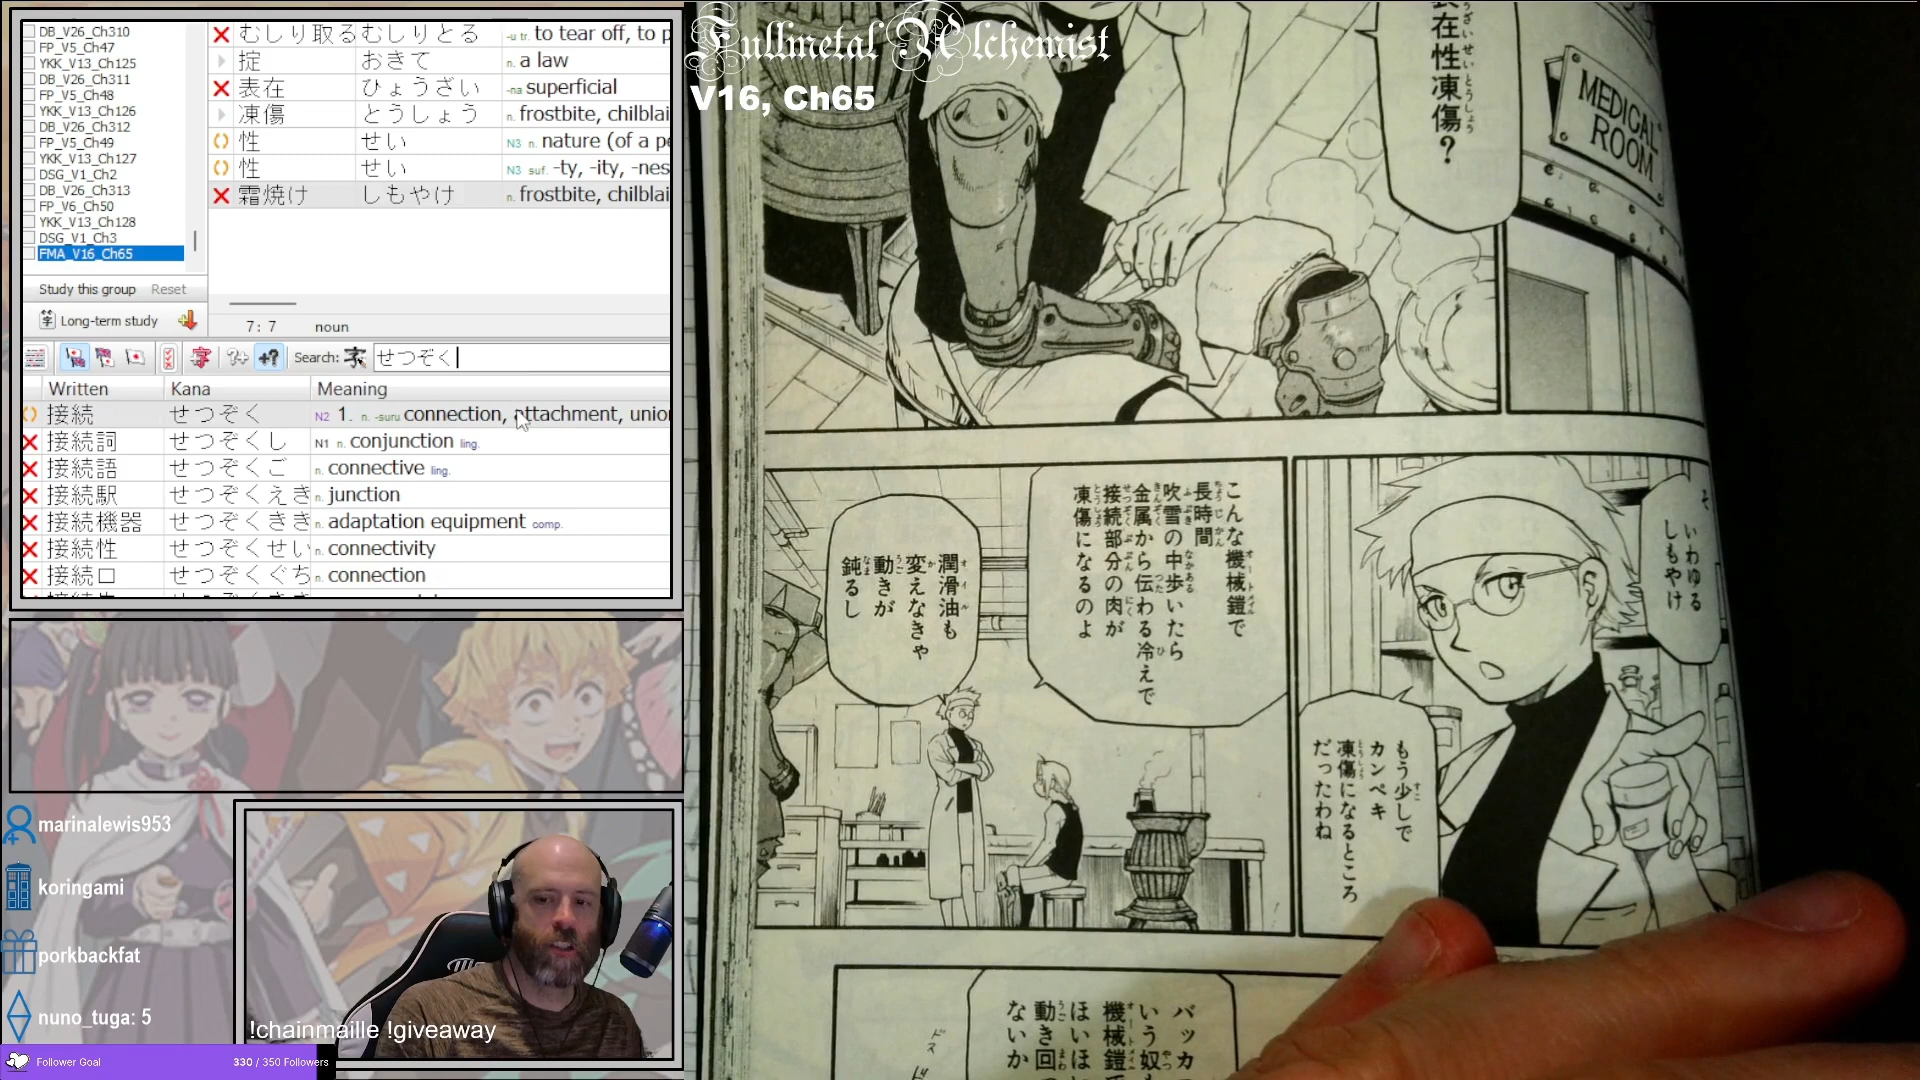 DB_V26_Ch310
FP_V5_Ch47
YKK_V13_Ch125
DB_V26_Ch311
FP_V5_Ch48
YKK_V13_Ch126
DB_V26_Ch312
FP_V5_Ch49
YKK_V13_Ch127
DSG_V1_Ch2
DB_V26_Ch313
FP_V6_Ch50
YKK_V13_Ch128
DSG_V1_Ch3
FMA_V16_Ch65
Study this group Reset
Long-term study
むしり取る むしりとる -u tr. to tear off, to p
掟 おきて n. a law
表在 ひょうざい -na superficial
凍傷 とうしょう n. frostbite, chilblai
性 せい N3 n. nature (of a pe
性 せい N3 suf. -ty, -ity, -nes
霜焼け しもやけ n. frostbite, chilblai
7: 7 noun
Search: せつぞく
Written Kana Meaning
接続 せつぞく N2 1. n. -suru connection, attachment, union
接続詞 せつぞくし N1 n. conjunction ling.
接続語 せつぞくご n. connective ling.
接続駅 せつぞくえき n. junction
接続機器 せつぞくきき n. adaptation equipment comp.
接続性 せつぞくせい n. connectivity
接続口 せつぞくぐち n. connection
Fullmetal Alchemist
V16, Ch65
MEDICAL
ROOM
在性凍傷?
いわゆる
しもやけ
もう少しで
カンペキ
凍傷になるところ
だったわね
こんな機械鎧で
長時間
吹雪の中歩いたら
金属から伝わる冷えで
接続部分の肉が
凍傷になるのよ
潤滑油も
変えなきゃ
動きが
鈍るし
バッカ
いう奴
機械鎧
ほいほ
動き回
ないか
marinalewis953
koringami
porkbackfat
nuno_tuga: 5
!chainmaille !giveaway
Follower Goal 330 / 350 Followers